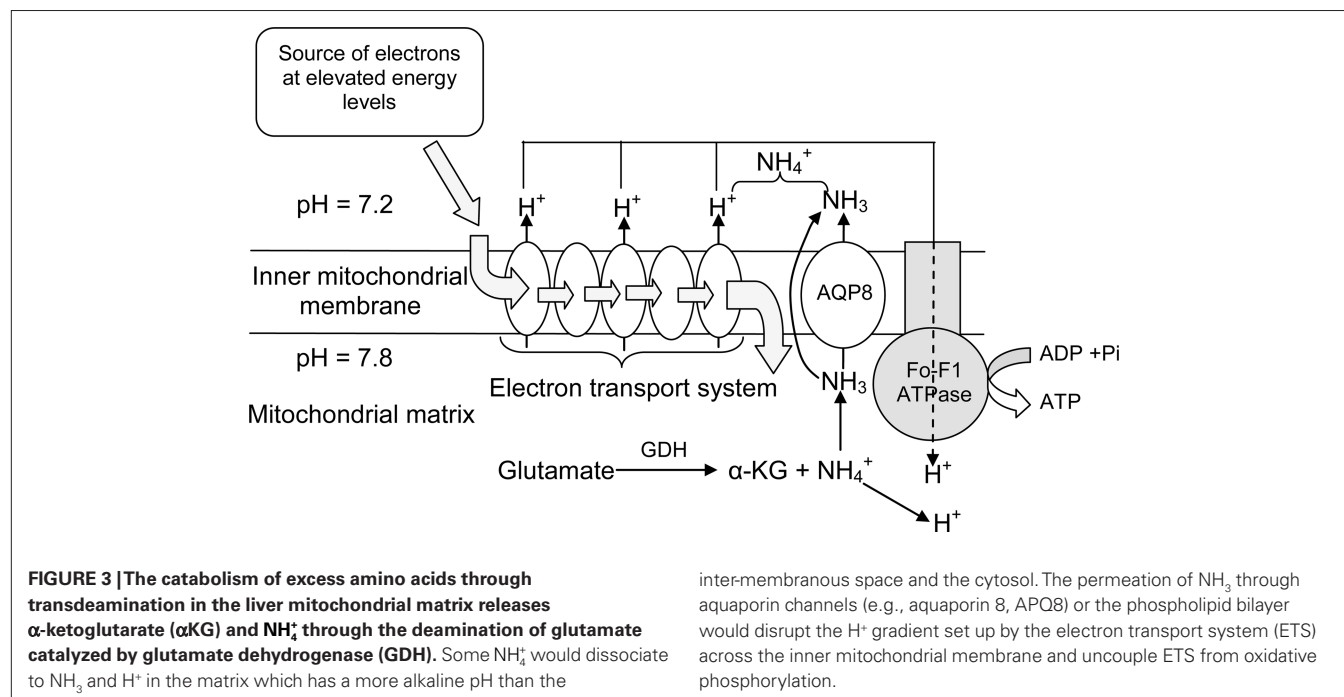 Source of electrons
at elevated energy
levels
NH₄⁺
pH = 7.2
H⁺
H⁺
H⁺
NH₃
Inner mitochondrial
membrane
AQP8
pH = 7.8
Electron transport system
NH₃
Fo-F1
ATPase
ADP +Pi
ATP
Mitochondrial matrix
GDH
Glutamate
α-KG + NH₄⁺
H⁺
H⁺
FIGURE 3 | The catabolism of excess amino acids through
transdeamination in the liver mitochondrial matrix releases
α-ketoglutarate (αKG) and NH₄⁺ through the deamination of glutamate
catalyzed by glutamate dehydrogenase (GDH). Some NH₄⁺ would dissociate
to NH₃ and H⁺ in the matrix which has a more alkaline pH than the
inter-membranous space and the cytosol. The permeation of NH₃ through
aquaporin channels (e.g., aquaporin 8, APQ8) or the phospholipid bilayer
would disrupt the H⁺ gradient set up by the electron transport system (ETS)
across the inner mitochondrial membrane and uncouple ETS from oxidative
phosphorylation.